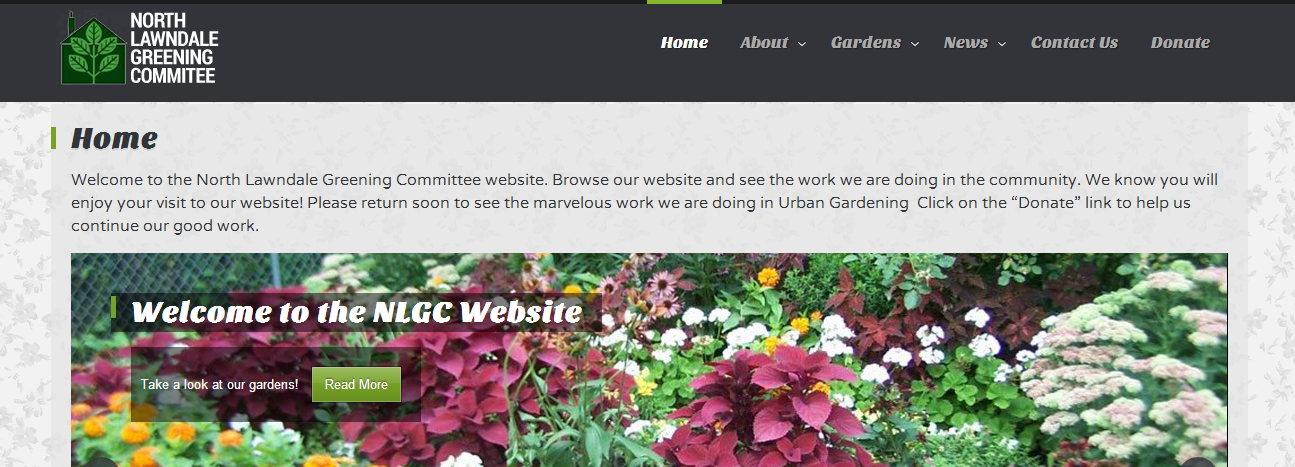 NORTH
LAWNDALE
GREENING
COMMITEE
Home About Gardens News Contact Us Donate
Home
Welcome to the North Lawndale Greening Committee website. Browse our website and see the work we are doing in the community. We know you will
enjoy your visit to our website! Please return soon to see the marvelous work we are doing in Urban Gardening  Click on the “Donate” link to help us
continue our good work.
Welcome to the NLGC Website
Take a look at our gardens! Read More